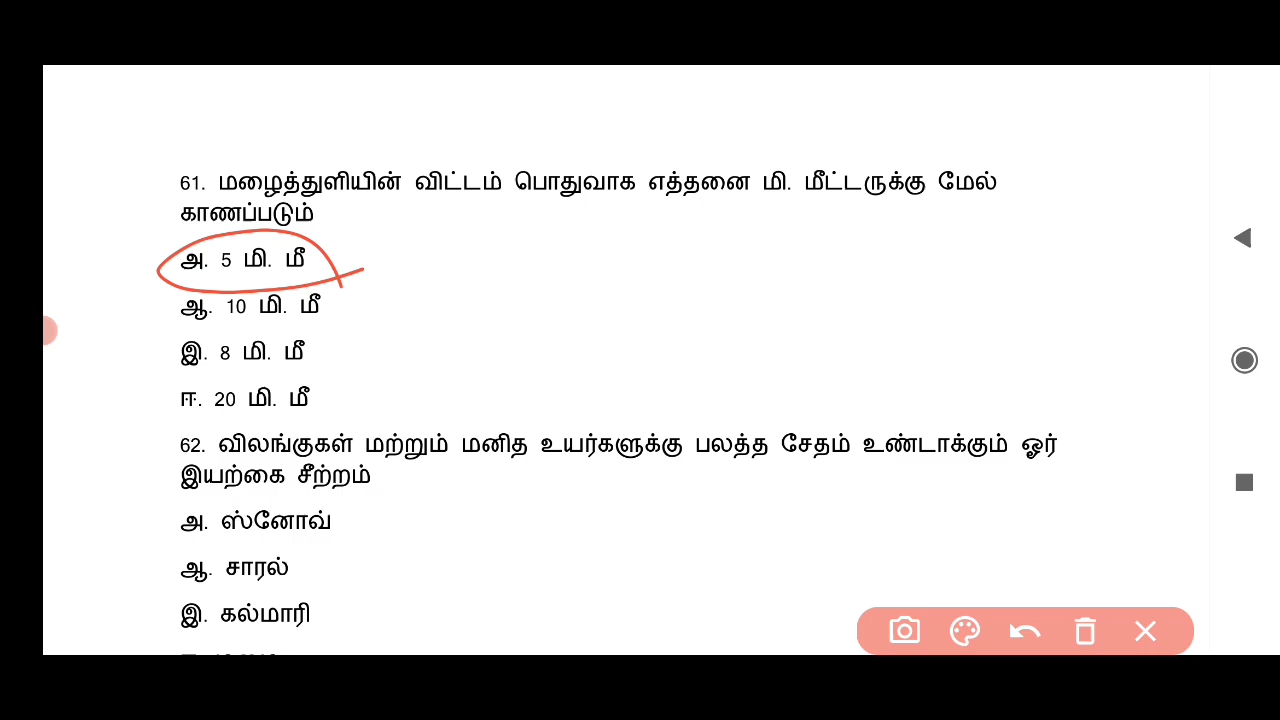 61. மழைத்துளியின் விட்டம் பொதுவாக எத்தனை மி. மீட்டருக்கு மேல்
காணப்படும்
அ. 5 மி. மீ
ஆ. 10 மி. மீ
இ. 8 மி. மீ
ஈ. 20 மி. மீ
62. விலங்குகள் மற்றும் மனித உயர்களுக்கு பலத்த சேதம் உண்டாக்கும் ஓர்
இயற்கை சீற்றம்
அ. ஸ்னோவ்
ஆ. சாரல்
இ. கல்மாரி